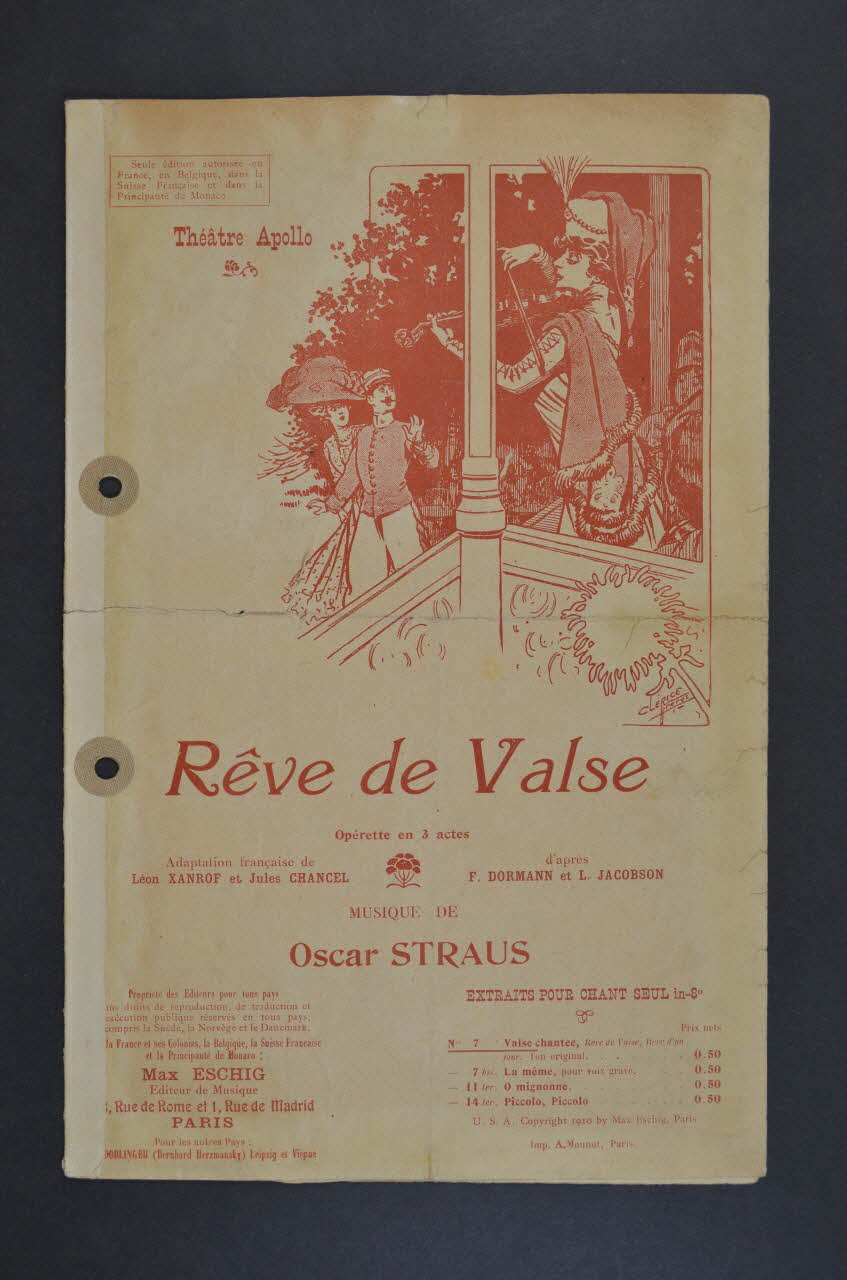 Seule édition autorisée en
France, en Belgique, dans la
Suisse Française et dans la
Principauté de Monaco
Théâtre Apollo
CLÉRICE
FRÈRES
Rêve de Valse
Opérette en 3 actes
Adaptation française de
Léon XANROF et Jules CHANCEL
d'après
F. DORMANN et L. JACOBSON
MUSIQUE DE
Oscar STRAUS
Propriété des Editeurs pour tous pays
droits de reproduction, de traduction et
exécution publique réservés en tous pays,
compris la Suède, la Norvège et le Danemark.
la France et ses Colonies, la Belgique, la Suisse Française
et la Principauté de Monaco :
Max ESCHIG
Editeur de Musique
, Rue de Rome et 1, Rue de Madrid
PARIS
Pour les autres Pays :
DOBLINGER (Bernhard Herzmansky) Leipzig et Vienne
EXTRAITS POUR CHANT SEUL in-8°
Prix nets
Nos 7 Valse chantée, Rêve de Valse, Rêve d'un
jour. Ton original. . . . . 0.50
— 7 bis. La même, pour voix grave. 0.50
— 11 ter. O mignonne. . . . . 0.50
— 14 ter. Piccolo, Piccolo . . . . 0.50
U. S. A. Copyright 1910 by Max Eschig, Paris
Imp. A. Mounot, Paris.